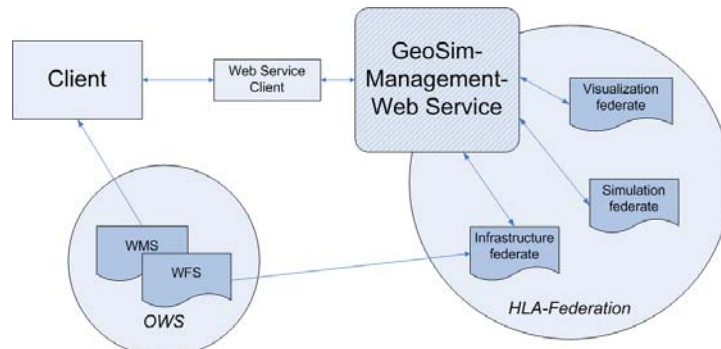 Client
Web Service
Client
GeoSim-
Management-
Web Service
Visualization
federate
Simulation
federate
Infrastructure
federate
HLA-Federation
WMS
WFS
OWS